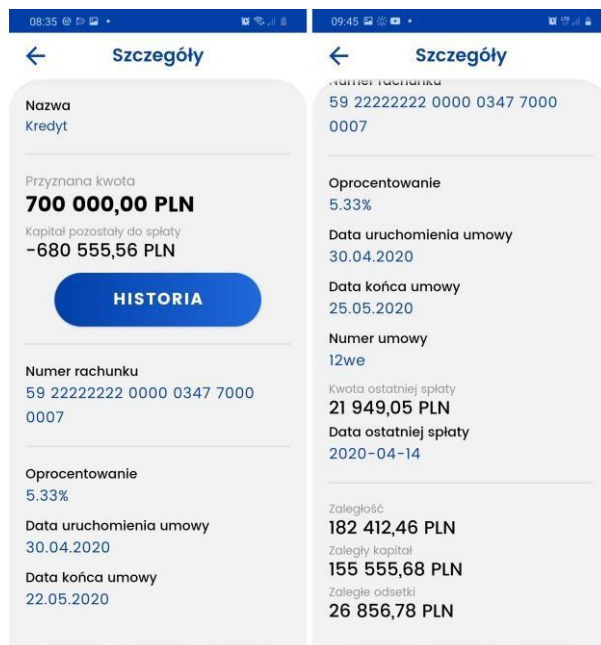 08:35
Szczegóły
Nazwa
Kredyt
Przyznana kwota
700 000,00 PLN
Kapitał pozostały do spłaty
-680 555,56 PLN
HISTORIA
Numer rachunku
59 22222222 0000 0347 7000
0007
Oprocentowanie
5.33%
Data uruchomienia umowy
30.04.2020
Data końca umowy
22.05.2020
09:45
Szczegóły
Numer rachunku
59 22222222 0000 0347 7000
0007
Oprocentowanie
5.33%
Data uruchomienia umowy
30.04.2020
Data końca umowy
25.05.2020
Numer umowy
12we
Kwota ostatniej spłaty
21 949,05 PLN
Data ostatniej spłaty
2020-04-14
Zaległość
182 412,46 PLN
Zaległy kapitał
155 555,68 PLN
Zaległe odsetki
26 856,78 PLN